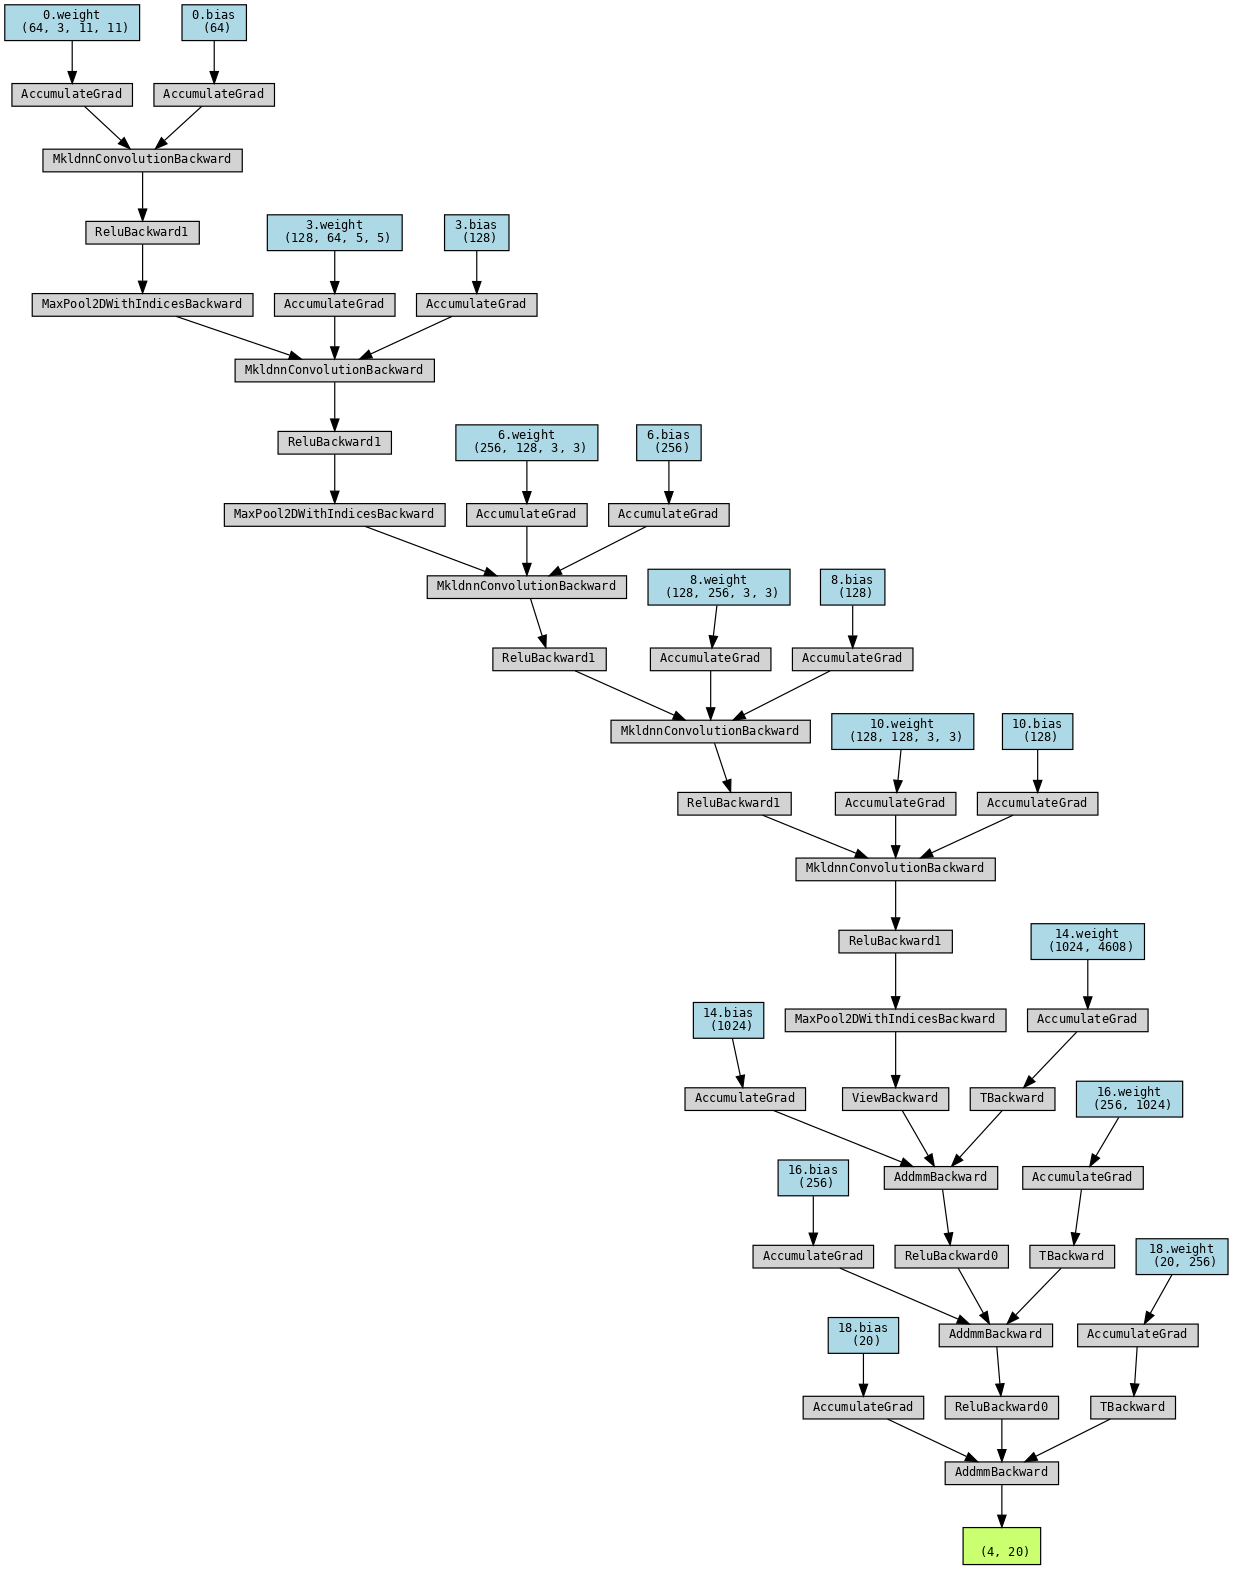 0.weight
(64, 3, 11, 11)
0.bias
(64)
AccumulateGrad
AccumulateGrad
MkldnnConvolutionBackward
ReluBackward1
3.weight
(128, 64, 5, 5)
3.bias
(128)
MaxPool2DWithIndicesBackward
AccumulateGrad
AccumulateGrad
MkldnnConvolutionBackward
ReluBackward1
6.weight
(256, 128, 3, 3)
6.bias
(256)
MaxPool2DWithIndicesBackward
AccumulateGrad
AccumulateGrad
MkldnnConvolutionBackward
8.weight
(128, 256, 3, 3)
8.bias
(128)
ReluBackward1
AccumulateGrad
AccumulateGrad
MkldnnConvolutionBackward
10.weight
(128, 128, 3, 3)
10.bias
(128)
ReluBackward1
AccumulateGrad
AccumulateGrad
MkldnnConvolutionBackward
ReluBackward1
14.weight
(1024, 4608)
14.bias
(1024)
MaxPool2DWithIndicesBackward
AccumulateGrad
AccumulateGrad
ViewBackward
TBackward
16.weight
(256, 1024)
16.bias
(256)
AddmmBackward
AccumulateGrad
AccumulateGrad
ReluBackward0
TBackward
18.weight
(20, 256)
18.bias
(20)
AddmmBackward
AccumulateGrad
AccumulateGrad
ReluBackward0
TBackward
AddmmBackward
(4, 20)